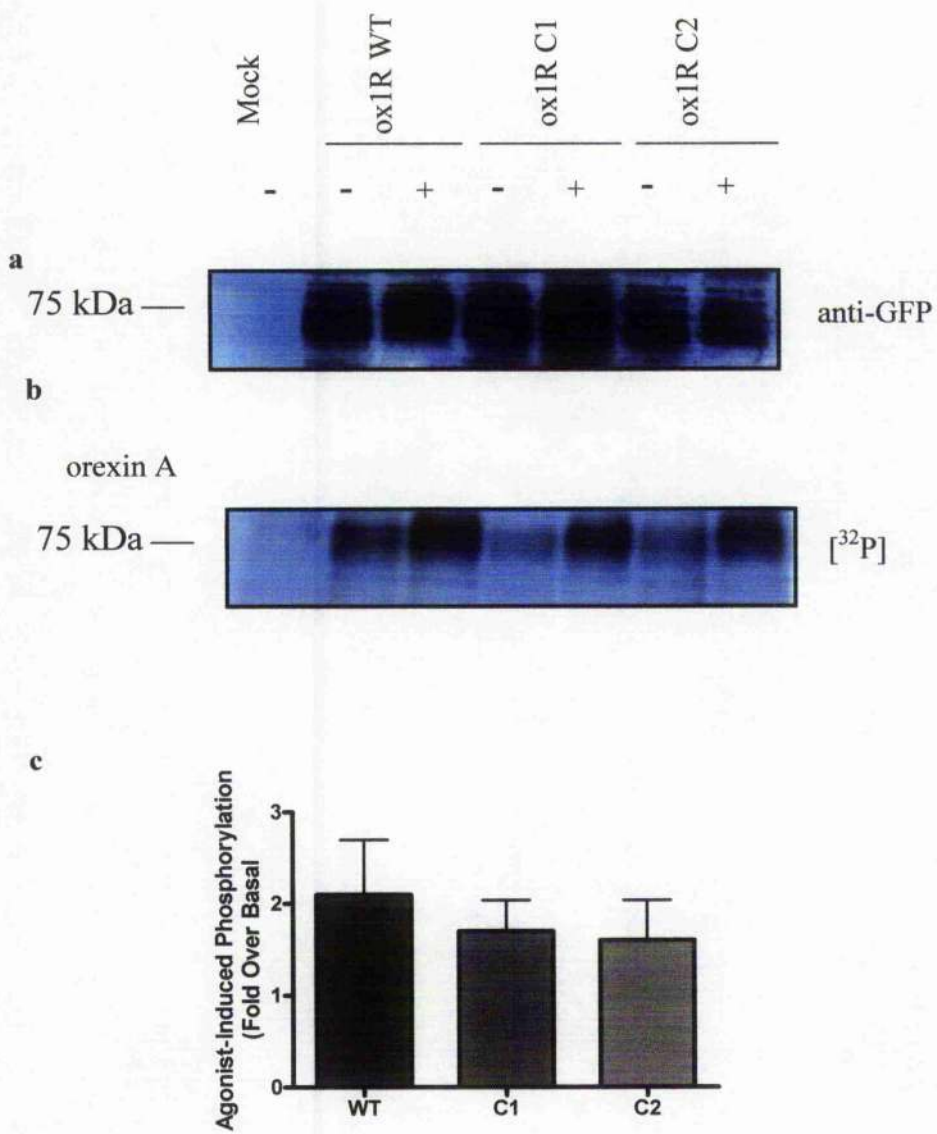 Mock
ox1R WT
ox1R C1
ox1R C2
- - + - + - +
a
75 kDa
anti-GFP
b
orexin A
75 kDa
[³²P]
c
Agonist-Induced Phosphorylation
(Fold Over Basal
3
2
1
0
WT C1 C2